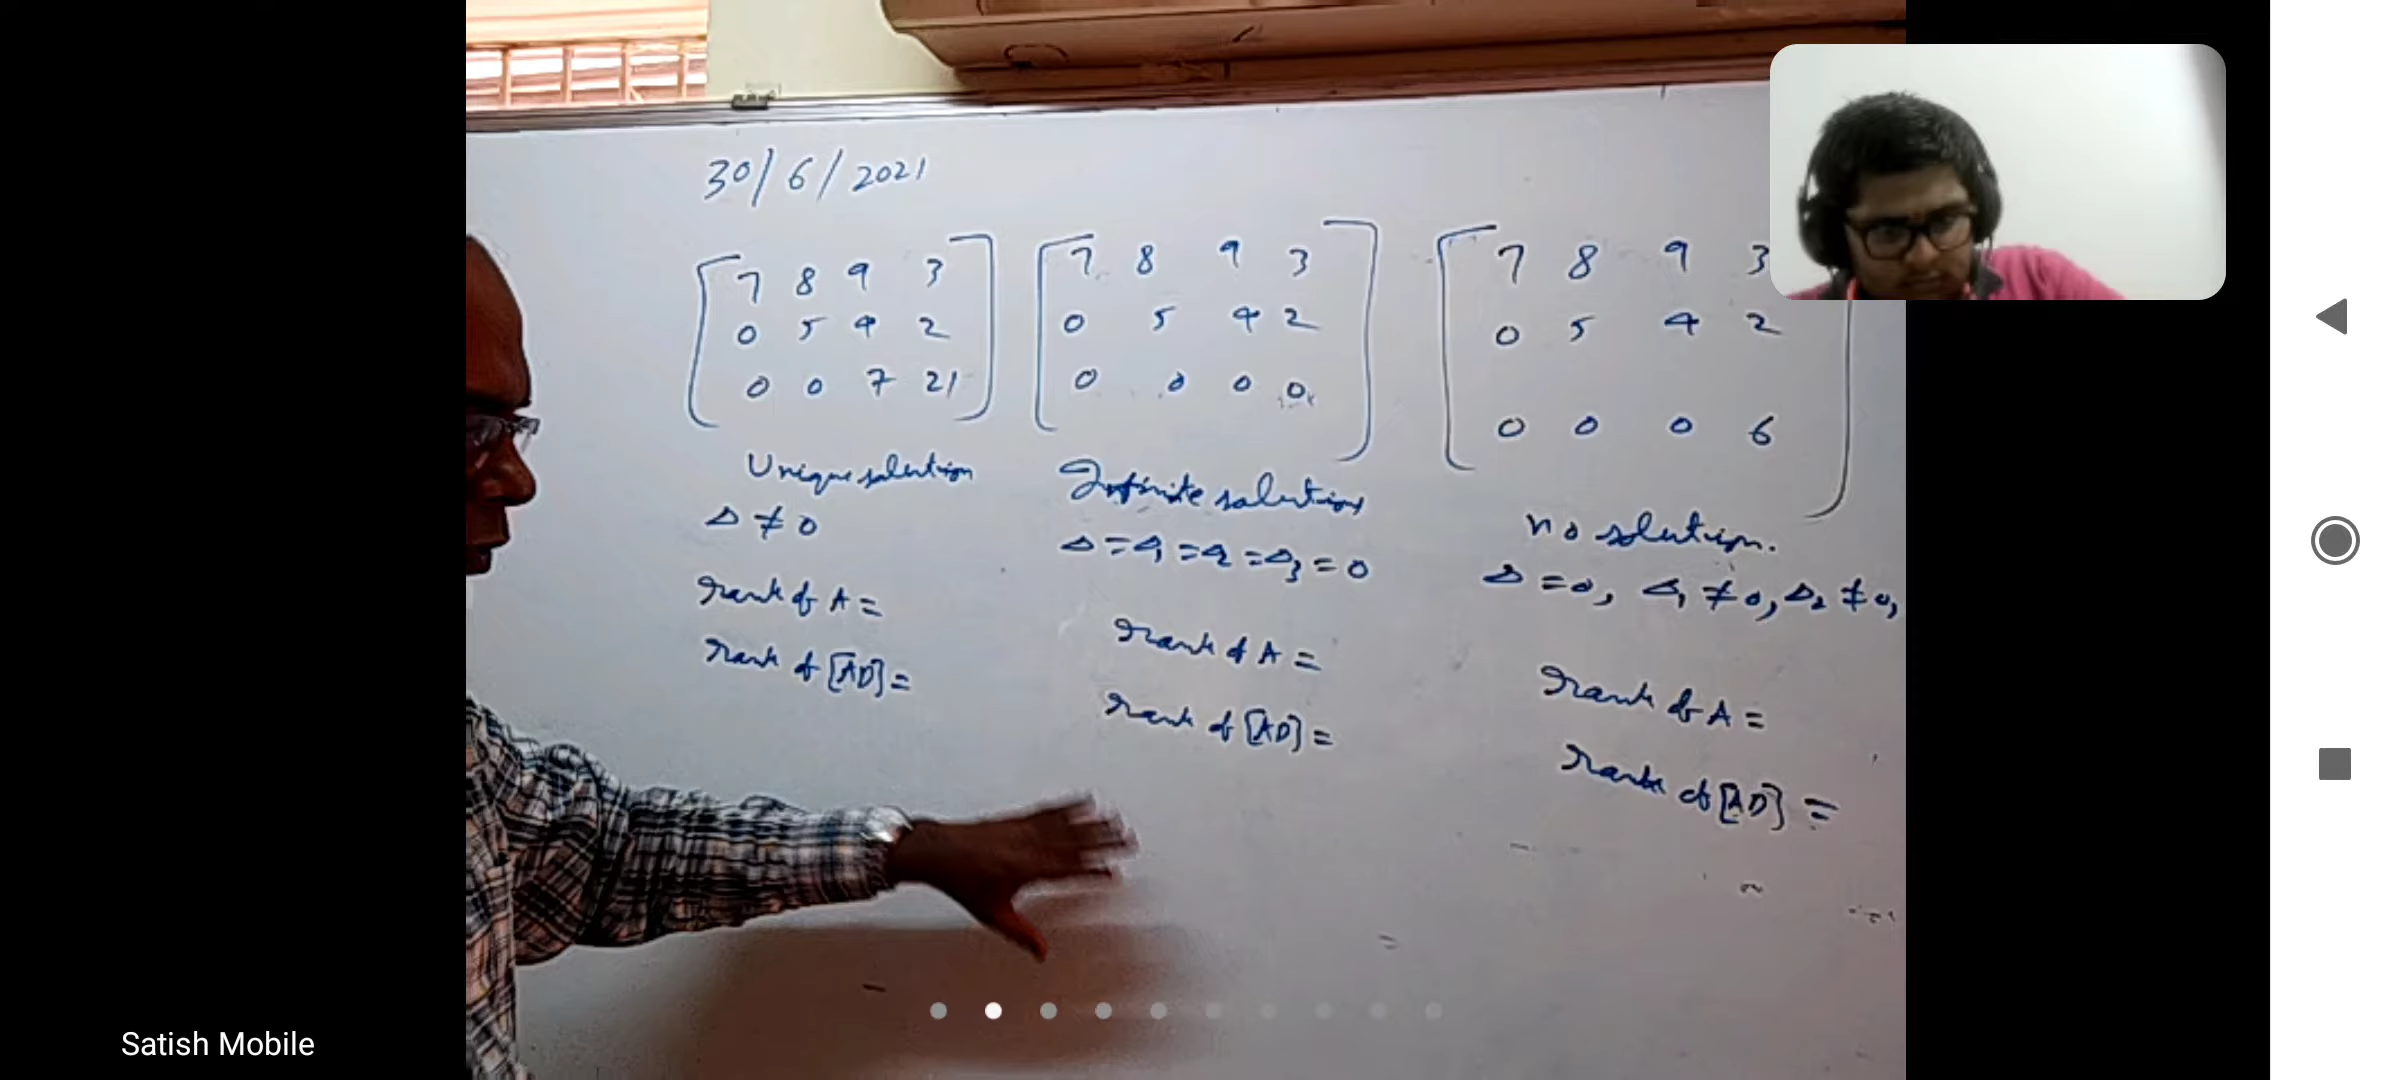 30/6/2021
7 8 9 3
0 5 4 2
0 0 7 21
Unique solution
Δ ≠ 0
rank of A =
rank of [AD] =
7 8 9 3
0 5 4 2
0 0 0 0
Infinite solutions
Δ = Δ1 = Δ2 = Δ3 = 0
rank of A =
rank of [AD] =
7 8 9 3
0 5 4 2
0 0 0 6
no solution.
Δ = 0, Δ1 ≠ 0, Δ2 ≠ 0,
rank of A =
rank of [AD] =
Satish Mobile